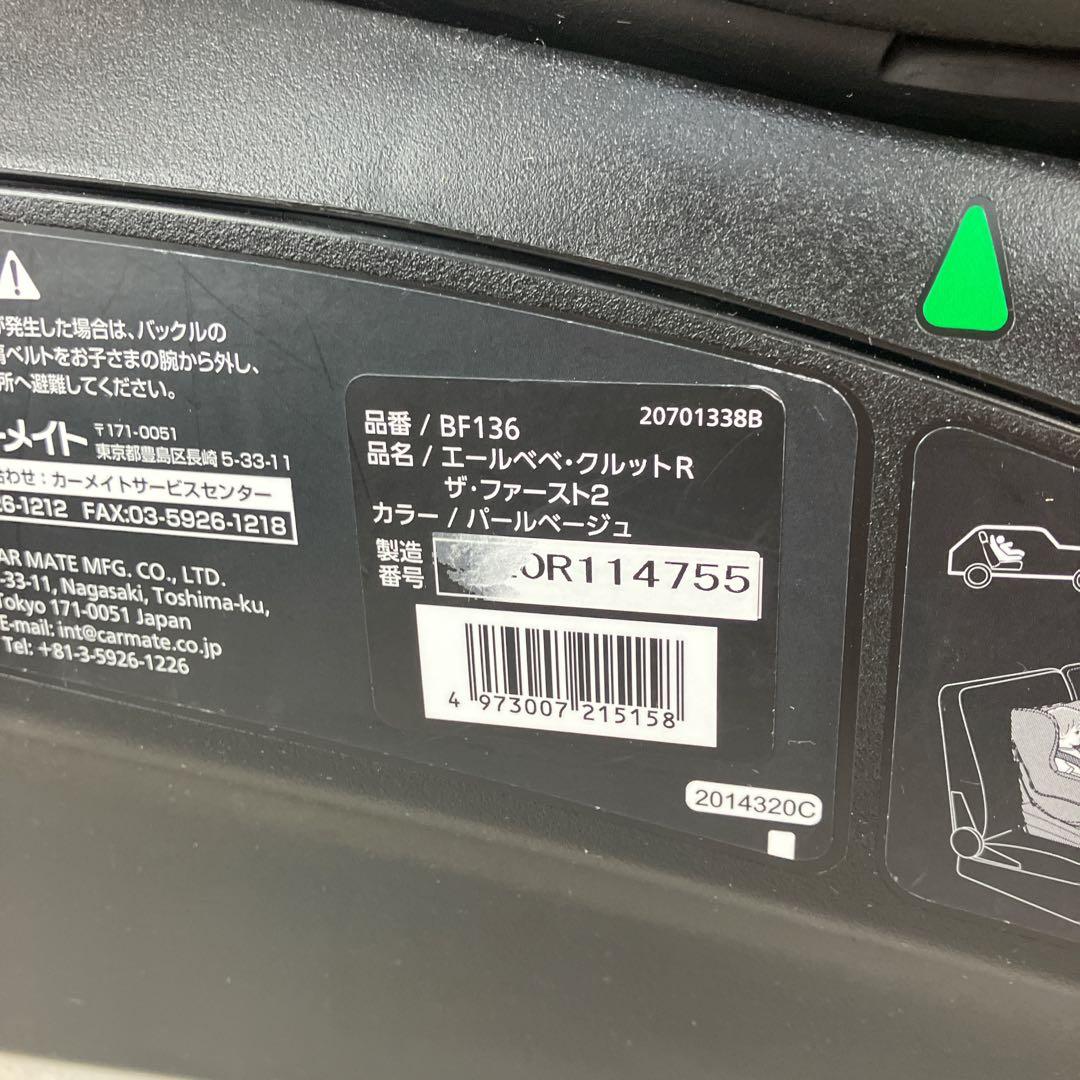 発生した場合は、バックルの
肩ベルトをお子さまの腕から外し、
所へ避難してください。
ーメイト 〒171-0051
東京都豊島区長崎 5-33-11
合わせ：カーメイトサービスセンター
26-1212 FAX:03-5926-1218
AR MATE MFG. CO., LTD.
-33-11, Nagasaki, Toshima-ku,
Tokyo 171-0051 Japan
E-mail: int@carmate.co.jp
Tel: +81-3-5926-1226
品番 / BF136 20701338B
品名 / エールベベ・クルットR
ザ・ファースト2
カラー / パールベージュ
製造
番号 0R114755
4 973007 215158
2014320C